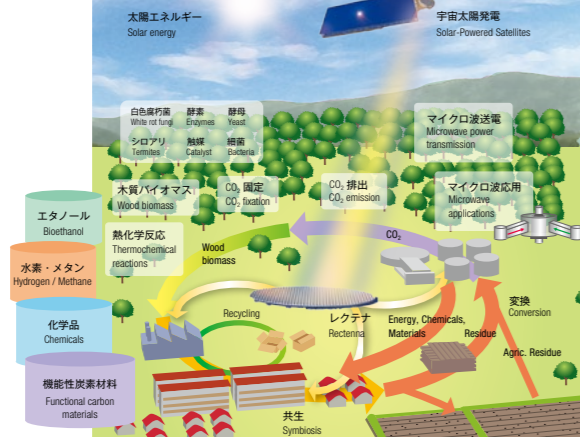 太陽エネルギー
Solar energy
宇宙太陽発電
Solar-Powered Satellites
白色腐朽菌
White rot fungi
酵素
Enzymes
酵母
Yeast
シロアリ
Termites
触媒
Catalyst
細菌
Bacteria
マイクロ波送電
Microwave power
transmission
木質バイオマス
Wood biomass
CO₂ 固定
CO₂ fixation
CO₂ 排出
CO₂ emission
マイクロ波応用
Microwave
applications
エタノール
Bioethanol
熱化学反応
Thermochemical
reactions
Wood
biomass
CO₂
水素・メタン
Hydrogen / Methane
化学品
Chemicals
Recycling
レクテナ
Rectenna
Energy, Chemicals,
Materials
Residue
変換
Conversion
Agric. Residue
機能性炭素材料
Functional carbon
materials
共生
Symbiosis